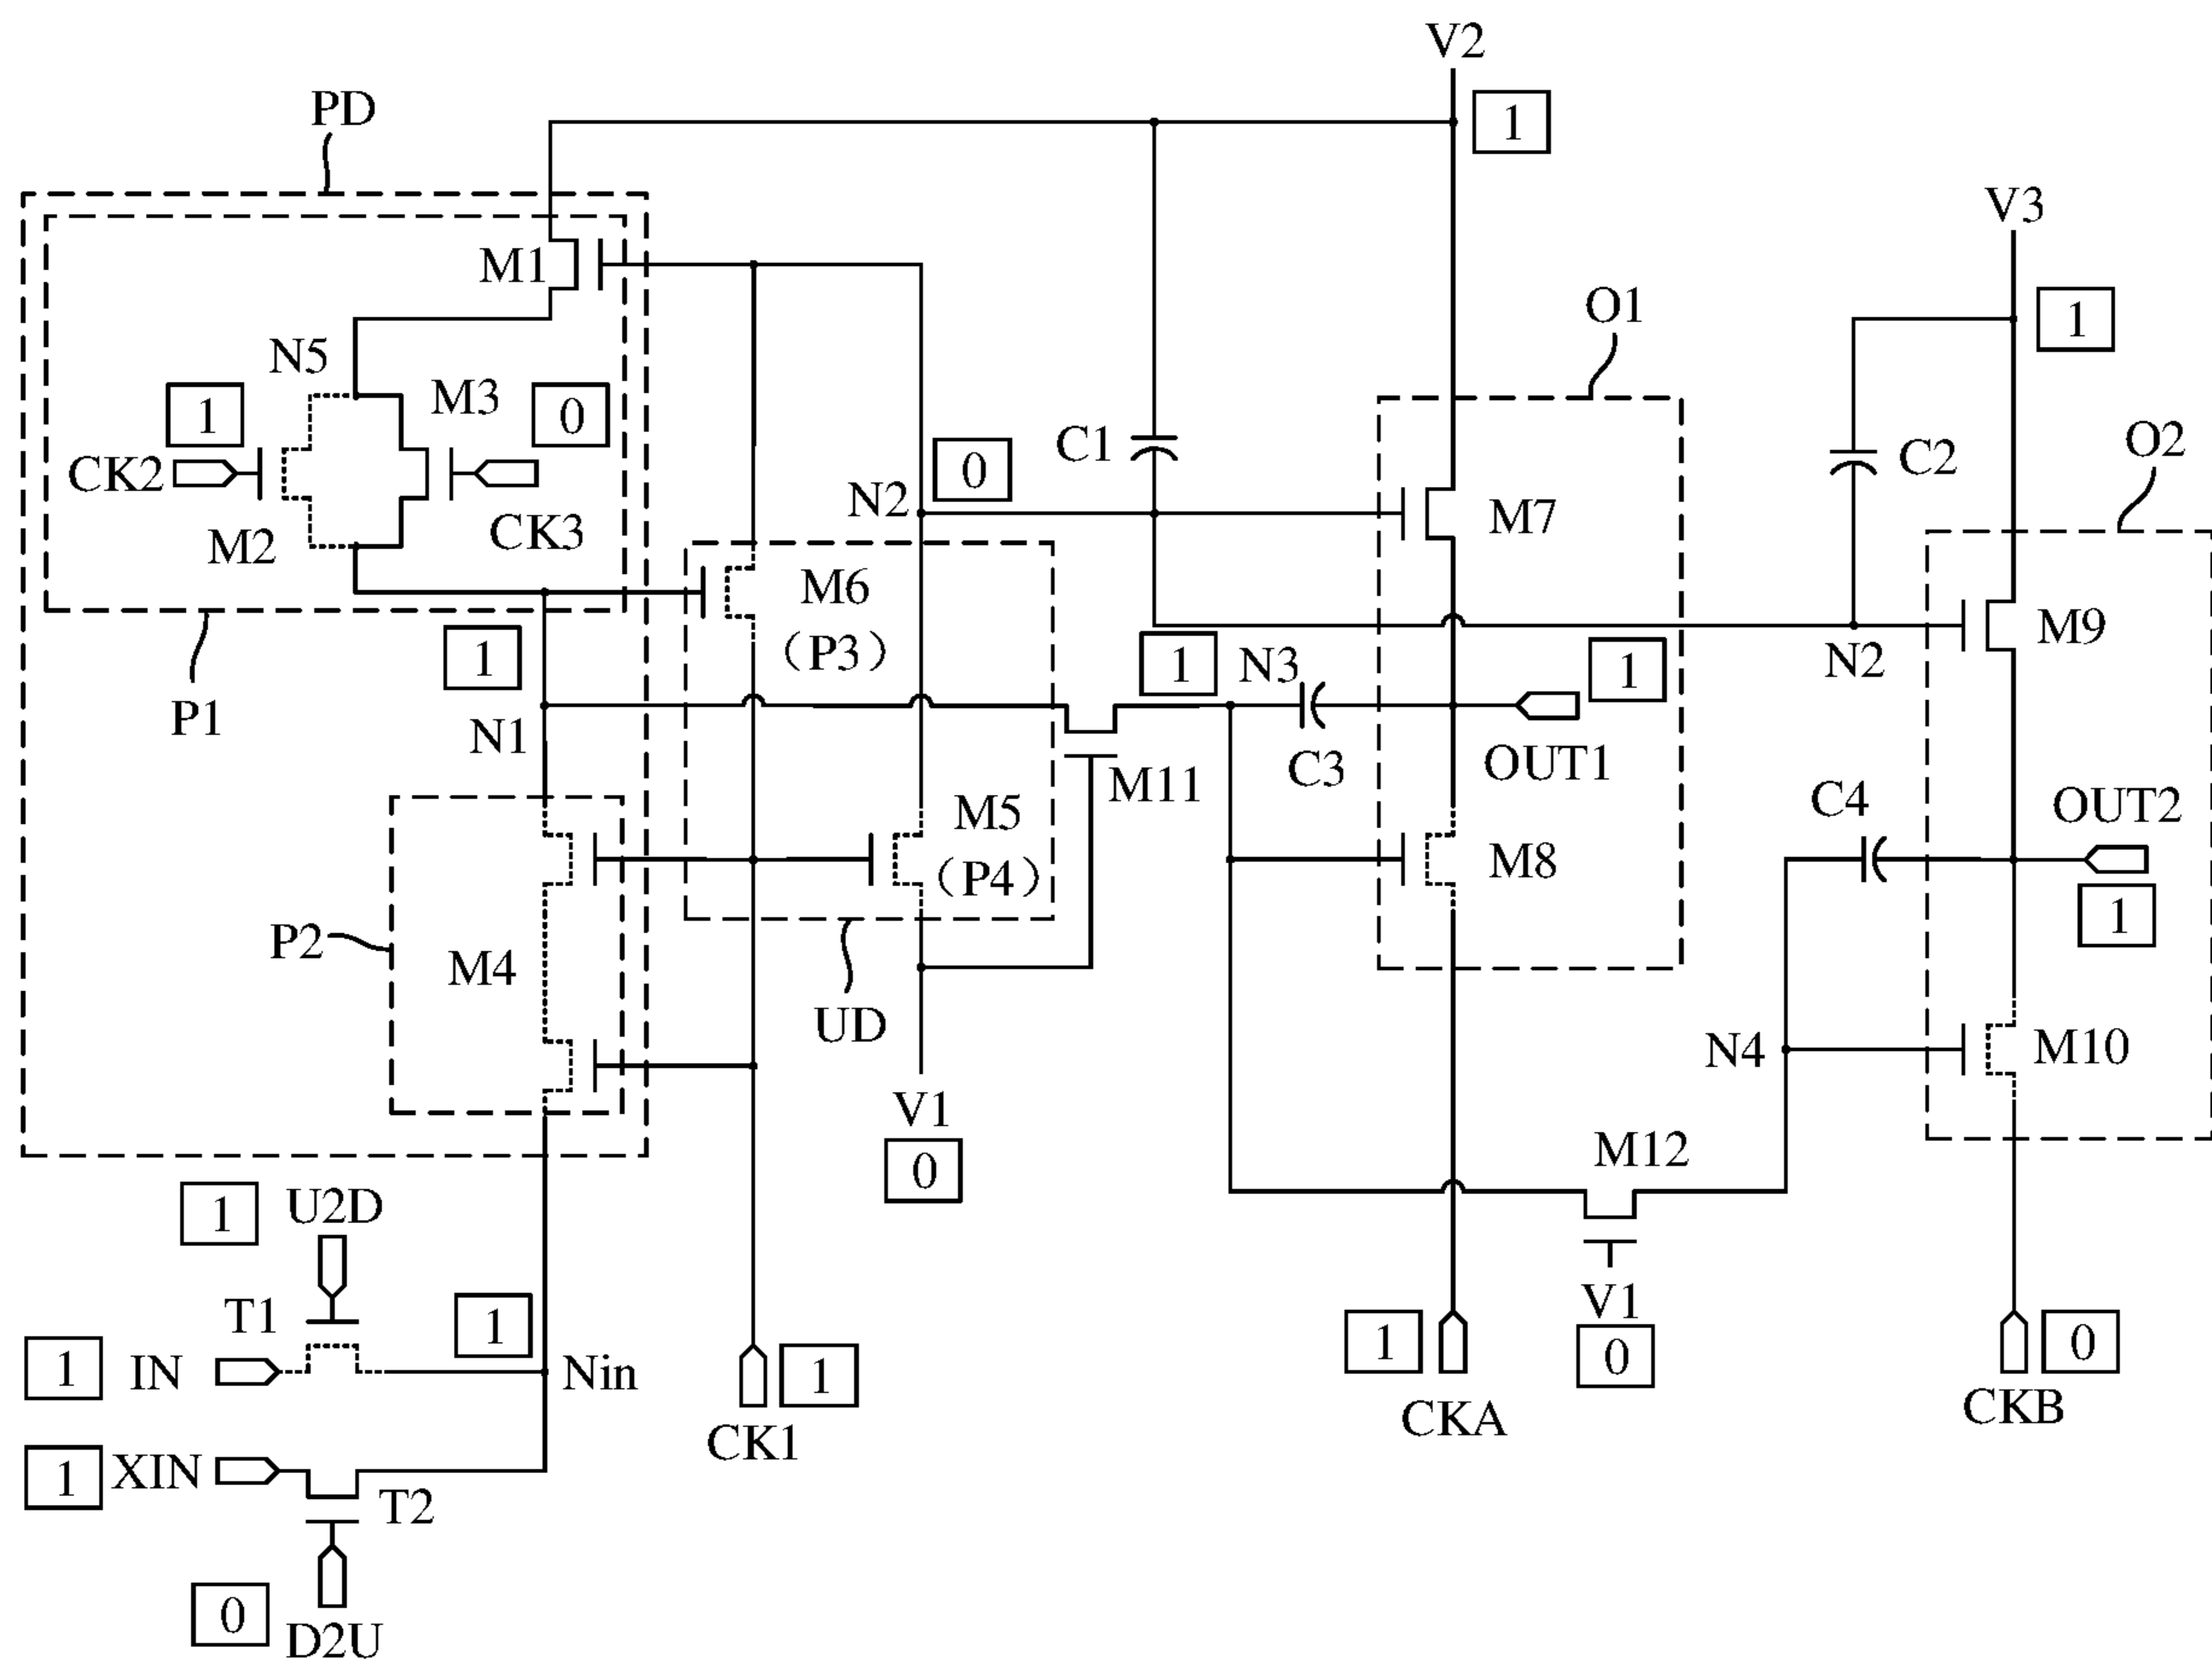 V2
1
PD
V3
1
M1
O1
N5
M3
1
0
CK2
CK3
M2
0
C1
N2
M7
C2
O2
M6
(P3)
M9
N2
1
1
N3
1
P1
N1
C3
OUT1
M11
M5
(P4)
C4
OUT2
M8
1
P2
M4
UD
N4
M10
V1
0
M12
1
U2D
T1
1
V1
0
1
IN
Nin
1
CK1
1
CKA
0
CKB
1
XIN
T2
0
D2U